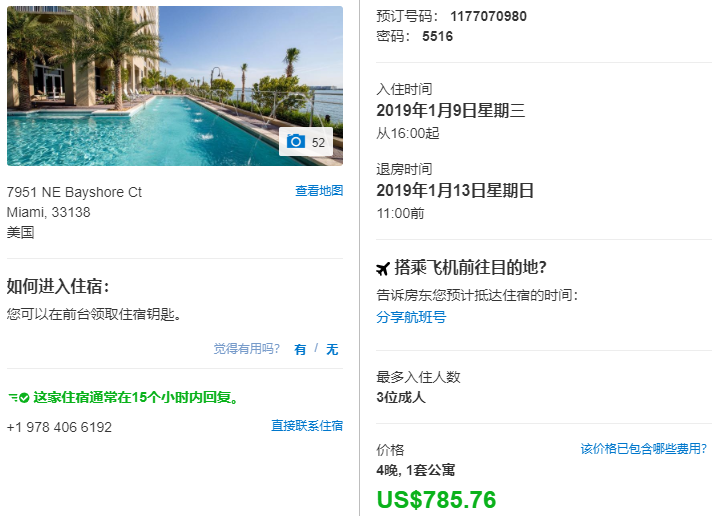 52
7951 NE Bayshore Ct
查看地图
Miami, 33138
美国
如何进入住宿：
您可以在前台领取住宿钥匙。
觉得有用吗？ 有 / 无
这家住宿通常在15个小时内回复。
+1 978 406 6192
直接联系住宿
预订号码： 1177070980
密码： 5516
入住时间
2019年1月9日星期三
从16:00起
退房时间
2019年1月13日星期日
11:00前
搭乘飞机前往目的地？
告诉房东您预计抵达住宿的时间：
分享航班号
最多入住人数
3位成人
价格
该价格已包含哪些费用？
4晚, 1套公寓
US$785.76